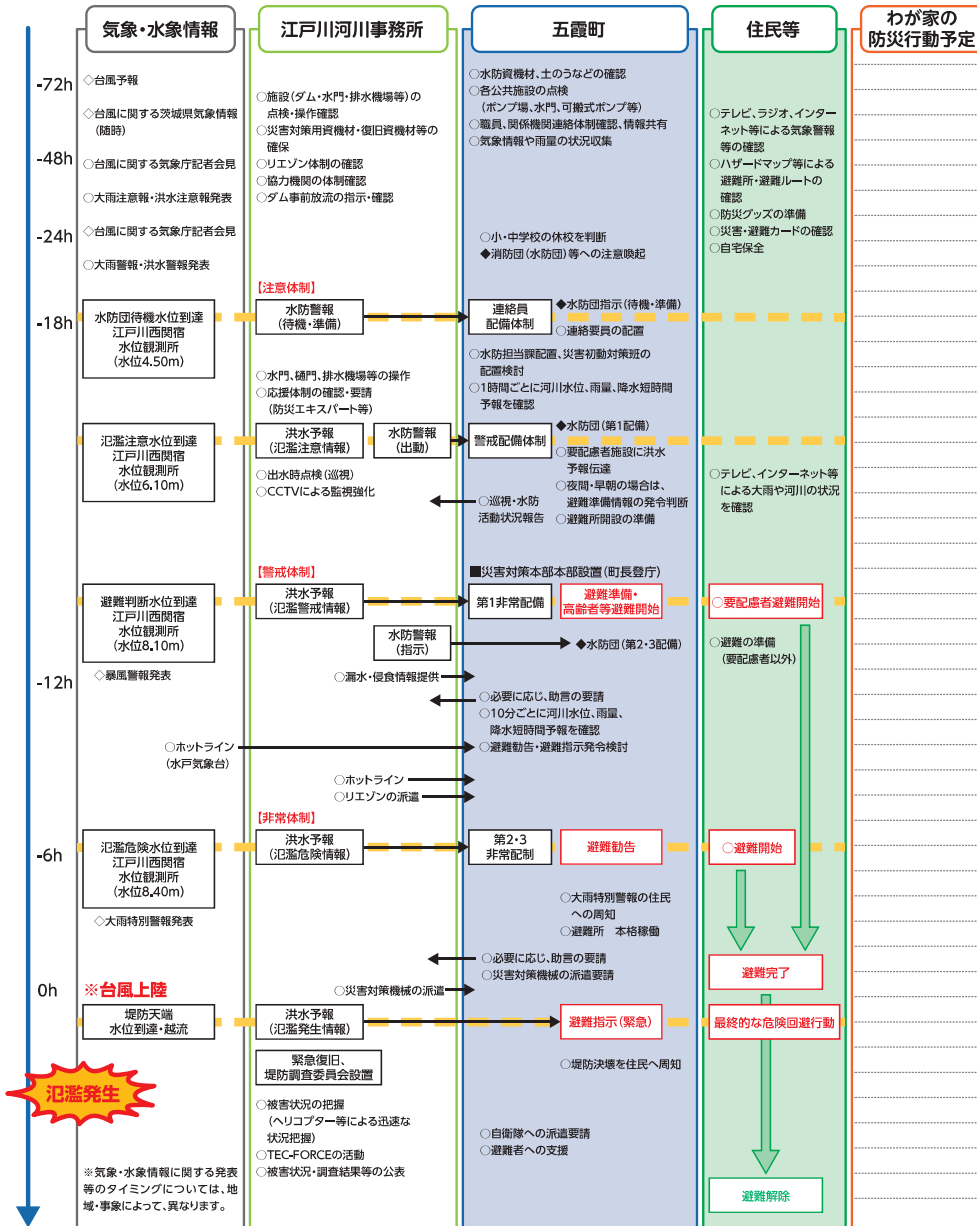 気象・水象情報
江戸川河川事務所
五霞町
住民等
わが家の
防災行動予定
-72h
-48h
-24h
-18h
-12h
-6h
0h
◇台風予報
◇台風に関する茨城県気象情報
(随時)
◇台風に関する気象庁記者会見
○大雨注意報・洪水注意報発表
◇台風に関する気象庁記者会見
○大雨警報・洪水警報発表
水防団待機水位到達
江戸川西関宿
水位観測所
(水位4.50m)
氾濫注意水位到達
江戸川西関宿
水位観測所
(水位6.10m)
避難判断水位到達
江戸川西関宿
水位観測所
(水位8.10m)
◇暴風警報発表
○ホットライン
(水戸気象台)
氾濫危険水位到達
江戸川西関宿
水位観測所
(水位8.40m)
◇大雨特別警報発表
※台風上陸
堤防天端
水位到達・越流
氾濫発生
※気象・水象情報に関する発表
等のタイミングについては、地
域・事象によって、異なります。
○施設(ダム・水門・排水機場等)の
点検・操作確認
○災害対策用資機材・復旧資機材等の
確保
○リエゾン体制の確認
○協力機関の体制確認
○ダム事前放流の指示・確認
【注意体制】
水防警報
(待機・準備)
○水門、樋門、排水機場等の操作
○応援体制の確認・要請
(防災エキスパート等)
洪水予報
(氾濫注意情報)
水防警報
(出動)
○出水時点検(巡視)
○CCTVによる監視強化
【警戒体制】
洪水予報
(氾濫警戒情報)
水防警報
(指示)
○漏水・侵食情報提供
○ホットライン
○リエゾンの派遣
【非常体制】
洪水予報
(氾濫危険情報)
○災害対策機械の派遣
洪水予報
(氾濫発生情報)
緊急復旧、
堤防調査委員会設置
○被害状況の把握
(ヘリコプター等による迅速な
状況把握)
○TEC-FORCEの活動
○被害状況・調査結果等の公表
○水防資機材、土のうなどの確認
○各公共施設の点検
(ポンプ場、水門、可搬式ポンプ等)
○職員、関係機関連絡体制確認、情報共有
○気象情報や雨量の状況収集
○小・中学校の休校を判断
◆消防団(水防団)等への注意喚起
連絡員
配備体制
◆水防団指示(待機・準備)
○連絡要員の配置
○水防担当課配置、災害初動対策班の
配置検討
○1時間ごとに河川水位、雨量、降水短時間
予報を確認
警戒配備体制
◆水防団(第1配備)
○要配慮者施設に洪水
予報伝達
○夜間・早朝の場合は、
避難準備情報の発令判断
○避難所開設の準備
○巡視・水防
活動状況報告
■災害対策本部本部設置(町長登庁)
第1非常配備
避難準備・
高齢者等避難開始
◆水防団(第2・3配備)
○必要に応じ、助言の要請
○10分ごとに河川水位、雨量、
降水短時間予報を確認
○避難勧告・避難指示発令検討
第2・3
非常配制
避難勧告
○大雨特別警報の住民
への周知
○避難所 本格稼働
○必要に応じ、助言の要請
○災害対策機械の派遣要請
避難指示(緊急)
○堤防決壊を住民へ周知
○自衛隊への派遣要請
○避難者への支援
○テレビ、ラジオ、インター
ネット等による気象警報
等の確認
○ハザードマップ等による
避難所・避難ルートの
確認
○防災グッズの準備
○災害・避難カードの確認
○自宅保全
○テレビ、インターネット等
による大雨や河川の状況
を確認
○要配慮者避難開始
○避難の準備
(要配慮者以外)
○避難開始
避難完了
最終的な危険回避行動
避難解除